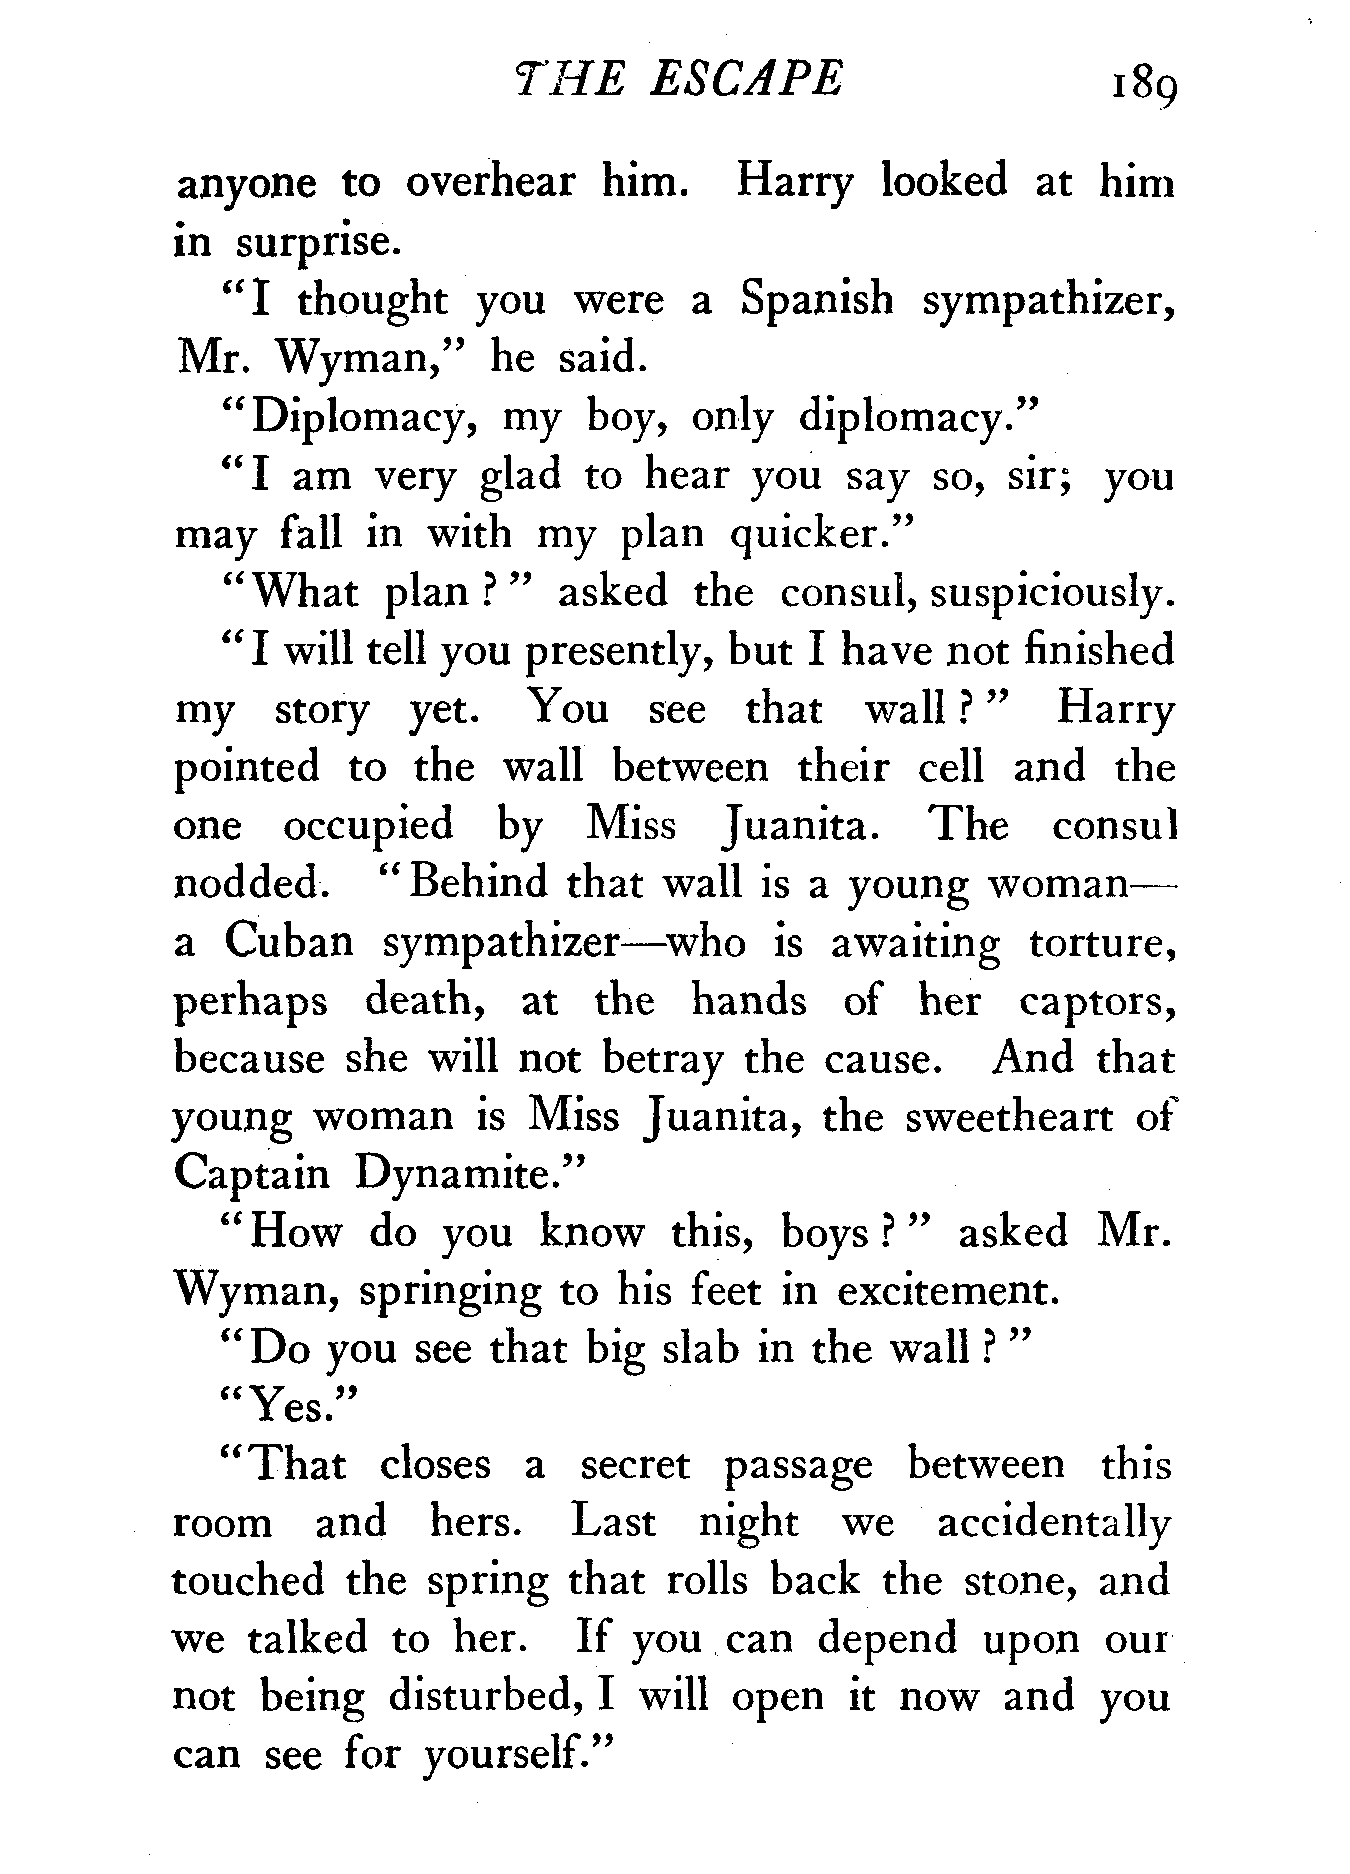 THE ESCAPE 189
anyone to overhear him. Harry looked at him
in surprise.
“I thought you were a Spanish sympathizer,
Mr. Wyman,” he said.
“Diplomacy, my boy, only diplomacy.”
“I am very glad to hear you say so, sir; you
may fall in with my plan quicker.”
“What plan?” asked the consul, suspiciously.
“I will tell you presently, but I have not finished
my story yet. You see that wall?” Harry
pointed to the wall between their cell and the
one occupied by Miss Juanita. The consul
nodded. “Behind that wall is a young woman—
a Cuban sympathizer—who is awaiting torture,
perhaps death, at the hands of her captors,
because she will not betray the cause. And that
young woman is Miss Juanita, the sweetheart of
Captain Dynamite.”
“How do you know this, boys?” asked Mr.
Wyman, springing to his feet in excitement.
“Do you see that big slab in the wall?”
“Yes.”
“That closes a secret passage between this
room and hers. Last night we accidentally
touched the spring that rolls back the stone, and
we talked to her. If you can depend upon our
not being disturbed, I will open it now and you
can see for yourself.”